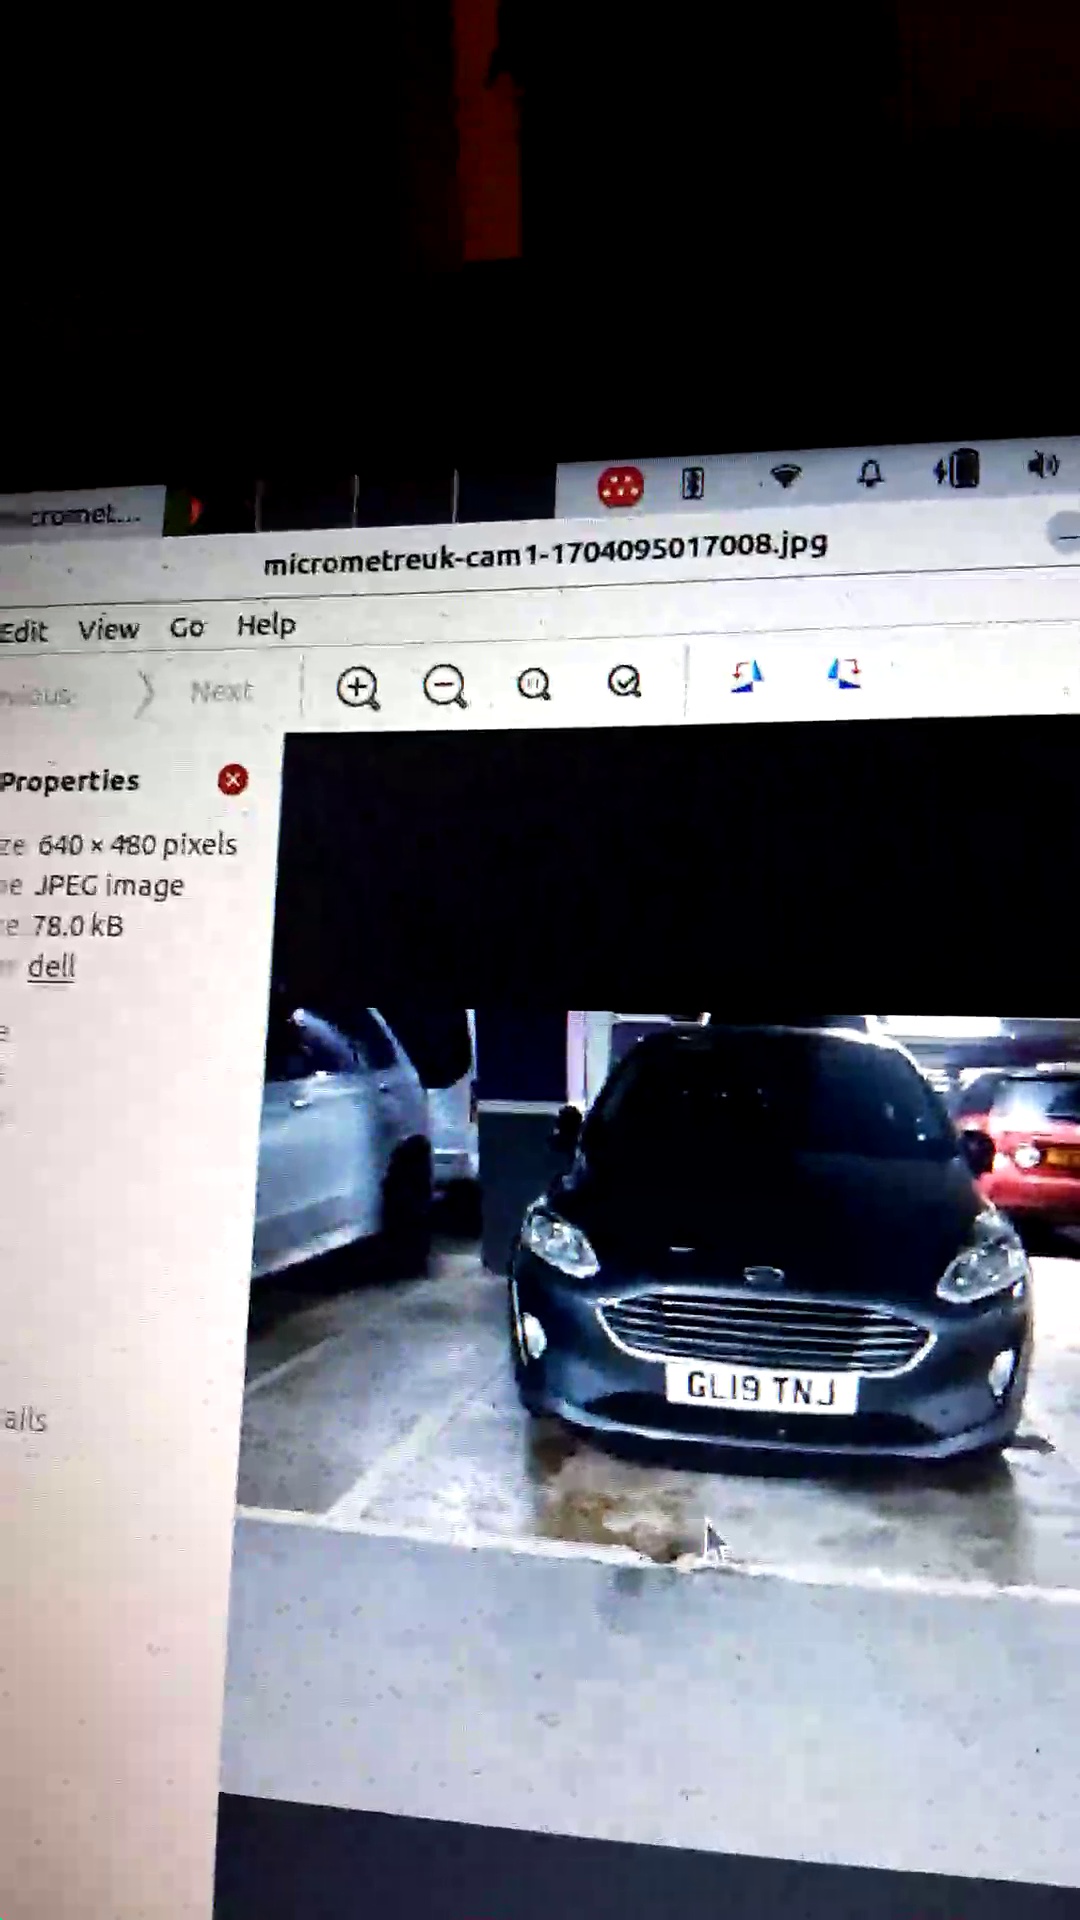 cromet...
micrometreuk-cam1-1704095017008.jpg
Edit View Go Help
Next
Properties
640 × 480 pixels
JPEG image
78.0 kB
dell
GL19 TNJ